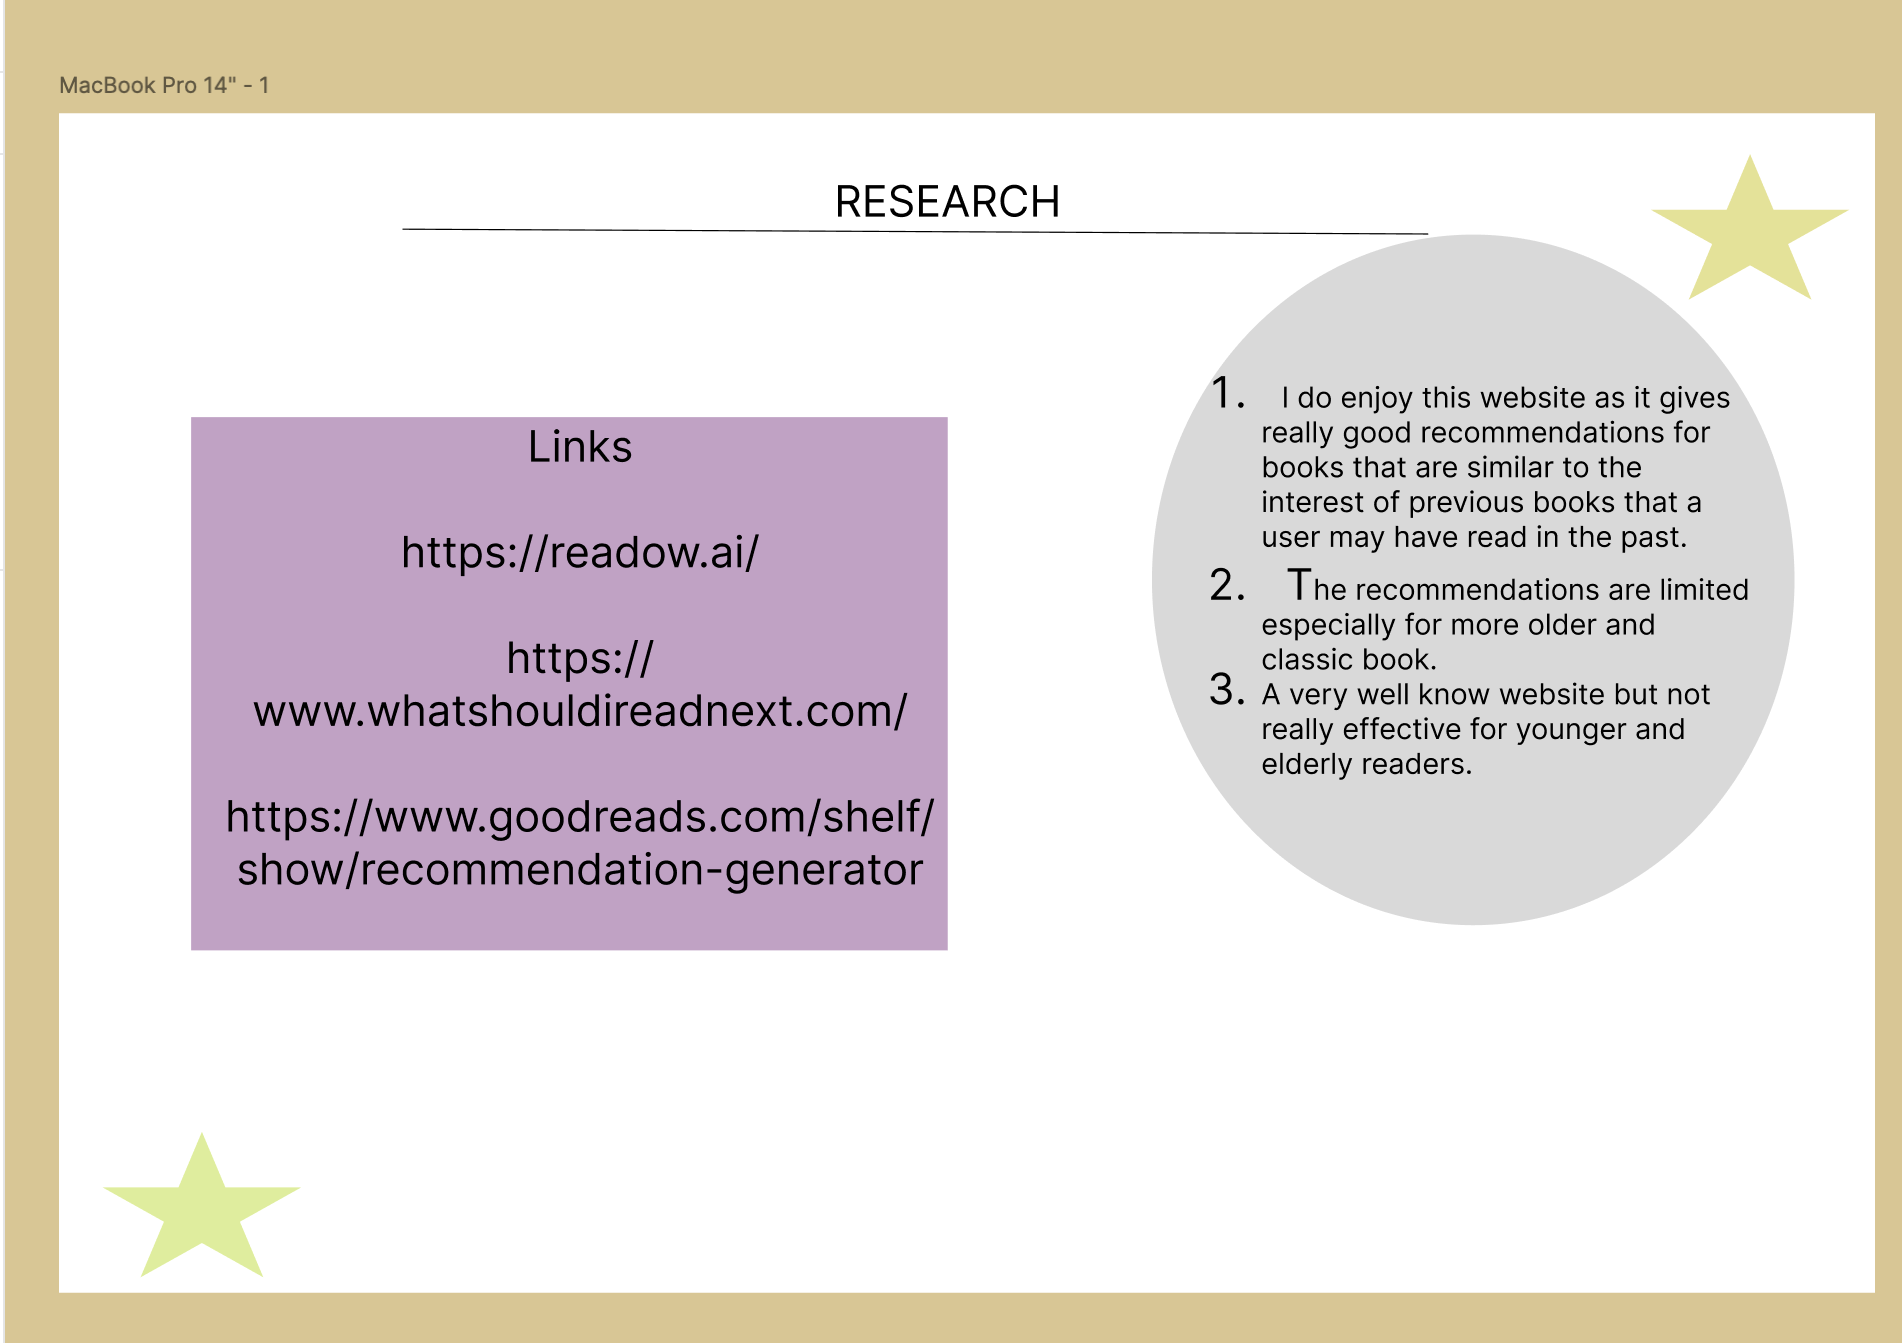 MacBook Pro 14" - 1
RESEARCH
Links
https://readow.ai/
https://
www.whatshouldireadnext.com/
https://www.goodreads.com/shelf/
show/recommendation-generator
1. I do enjoy this website as it gives
really good recommendations for
books that are similar to the
interest of previous books that a
user may have read in the past.
2. The recommendations are limited
especially for more older and
classic book.
3. A very well know website but not
really effective for younger and
elderly readers.